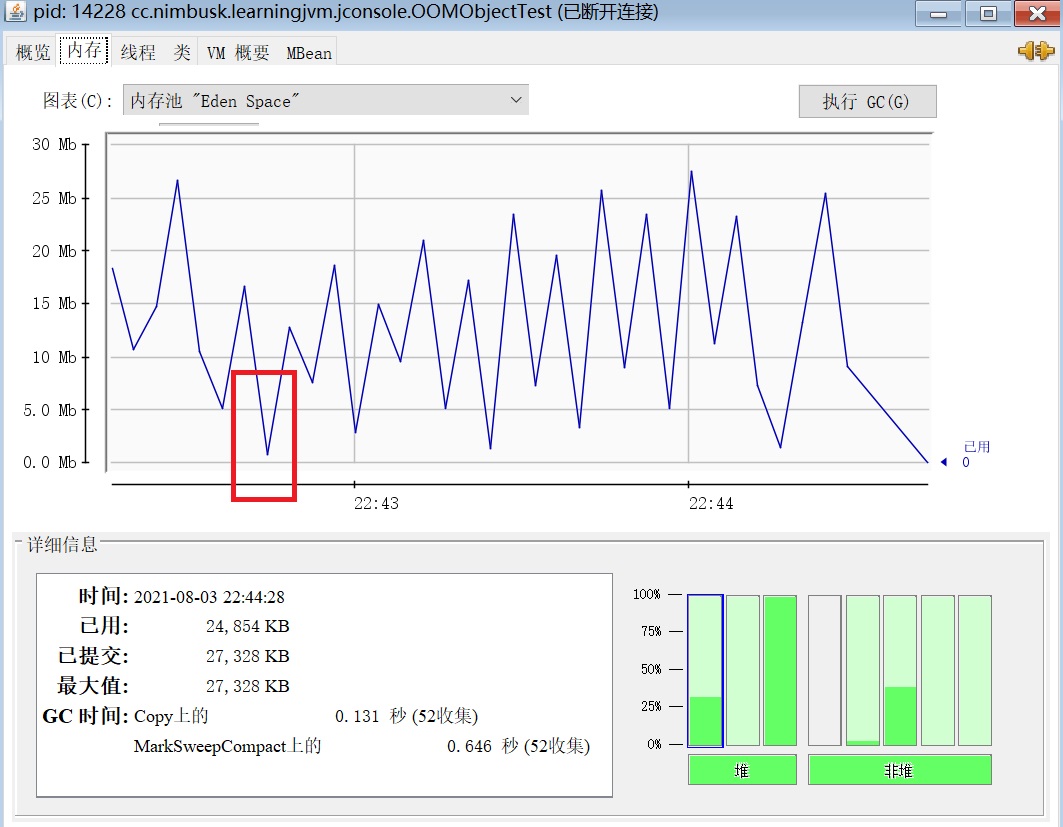 pid: 14228 cc.nimbusk.learningjvm.jconsole.OOMObjectTest (已断开连接)
概览 内存 线程 类 VM 概要 MBean
图表(C): 内存池 "Eden Space" 执行 GC(G)
30 Mb
25 Mb
20 Mb
15 Mb
10 Mb
5.0 Mb
0.0 Mb
已用
0
22:43 22:44
详细信息
时间: 2021-08-03 22:44:28
已用: 24,854 KB
已提交: 27,328 KB
最大值: 27,328 KB
GC 时间: Copy上的 0.131 秒 (52收集)
MarkSweepCompact上的 0.646 秒 (52收集)
100%
75%
50%
25%
0%
堆 非堆